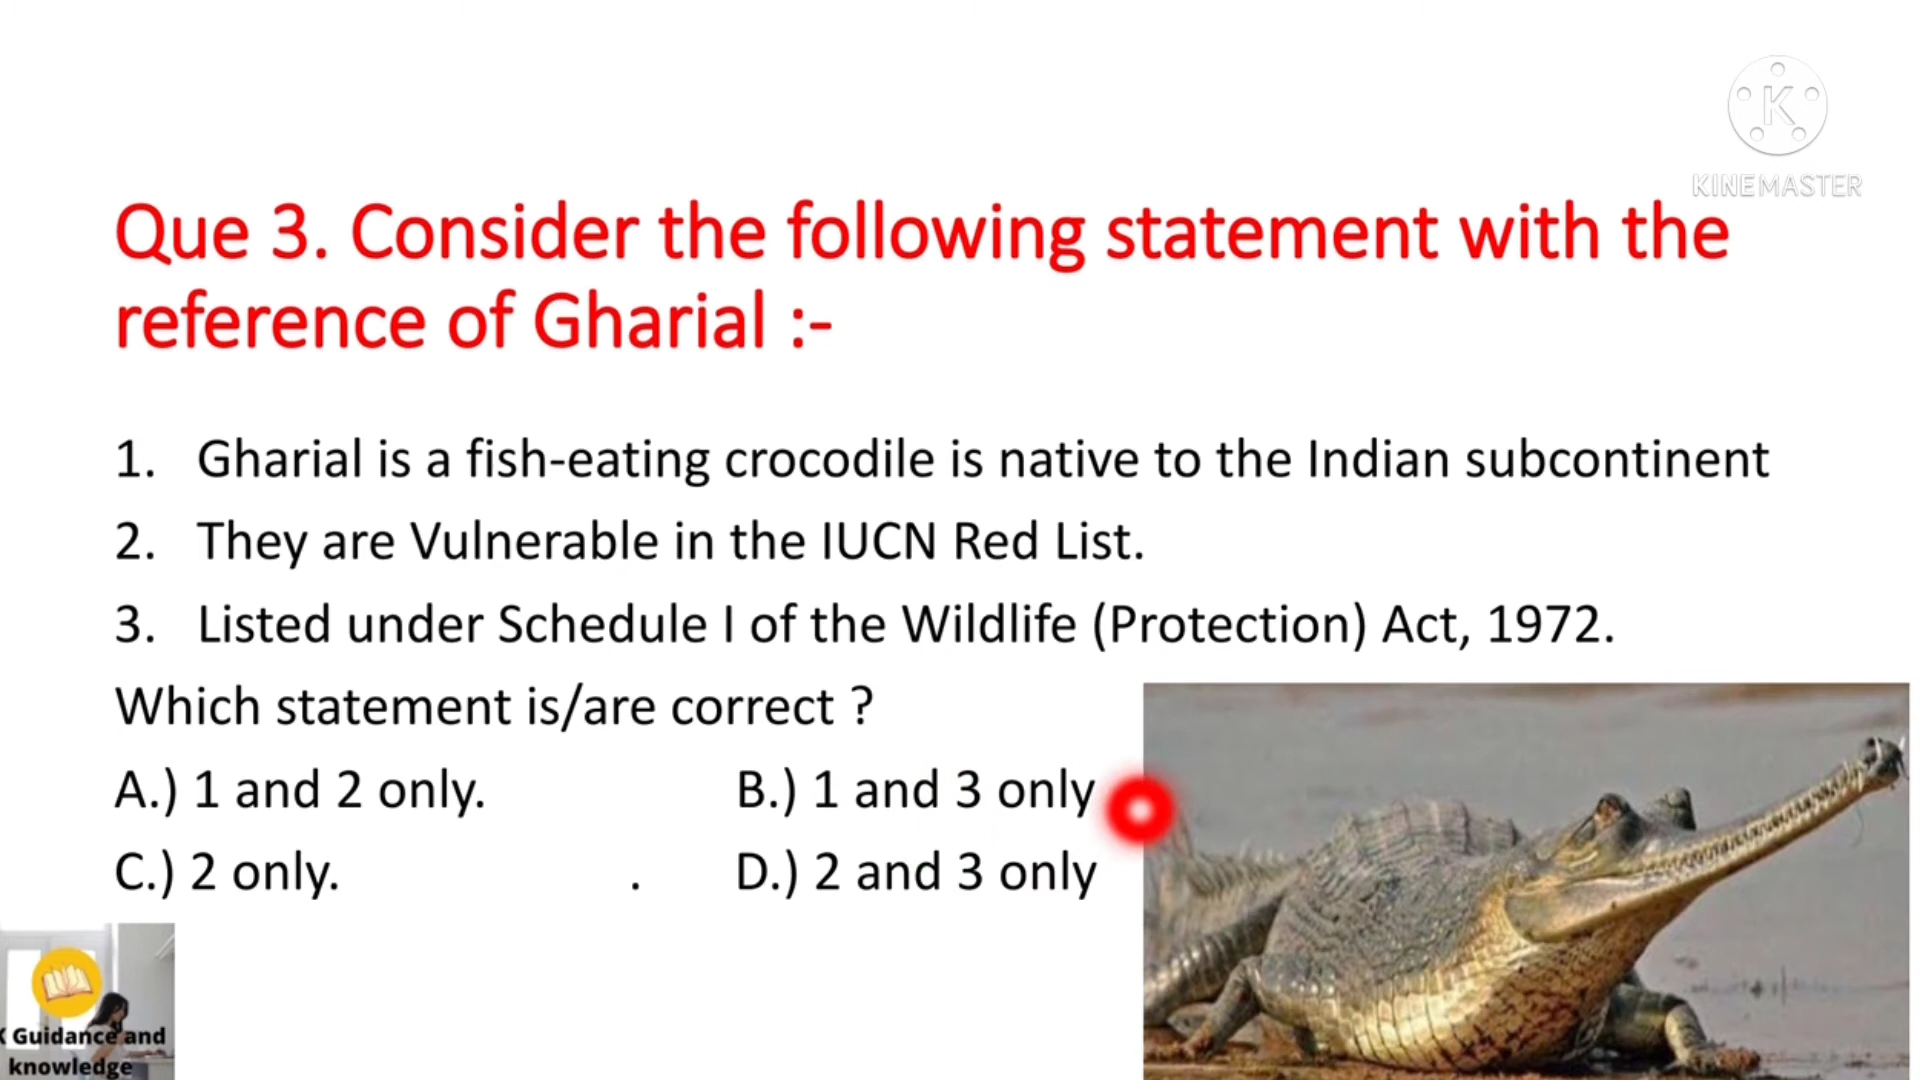 K
KINEMASTER
Que 3. Consider the following statement with the
reference of Gharial :-
1. Gharial is a fish-eating crocodile is native to the Indian subcontinent
2. They are Vulnerable in the IUCN Red List.
3. Listed under Schedule I of the Wildlife (Protection) Act, 1972.
Which statement is/are correct ?
A.) 1 and 2 only. B.) 1 and 3 only
C.) 2 only. . D.) 2 and 3 only
Guidance and
knowledge